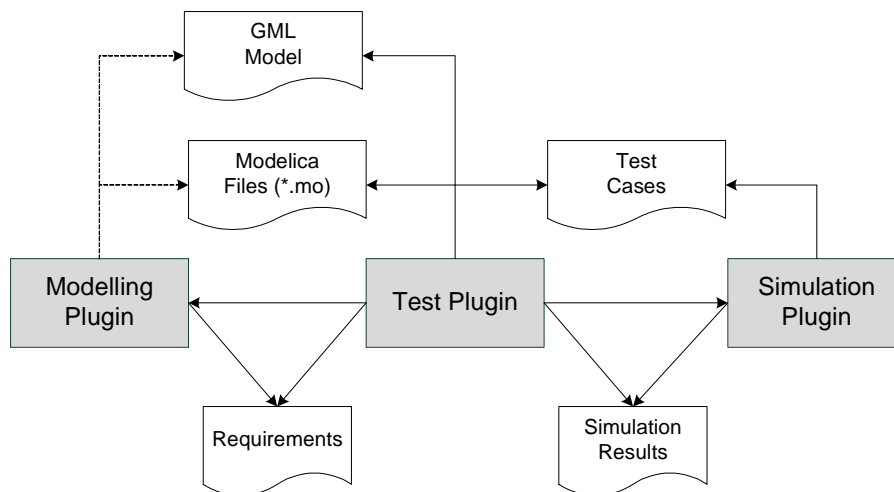 GML
Model
Modelica
Files (*.mo)
Test
Cases
Modelling
Plugin
Test Plugin
Simulation
Plugin
Requirements
Simulation
Results